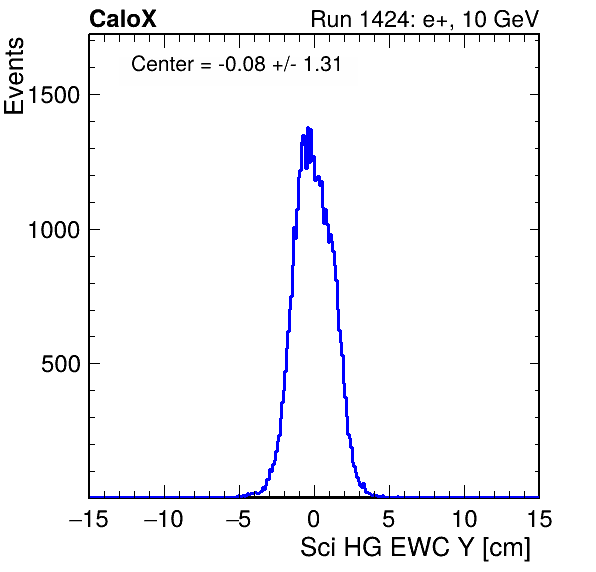 CaloX Run 1424: e+, 10 GeV
Center = -0.08 +/- 1.31
Events
1500
1000
500
−15 −10 −5 0 5 10 15
Sci HG EWC Y [cm]